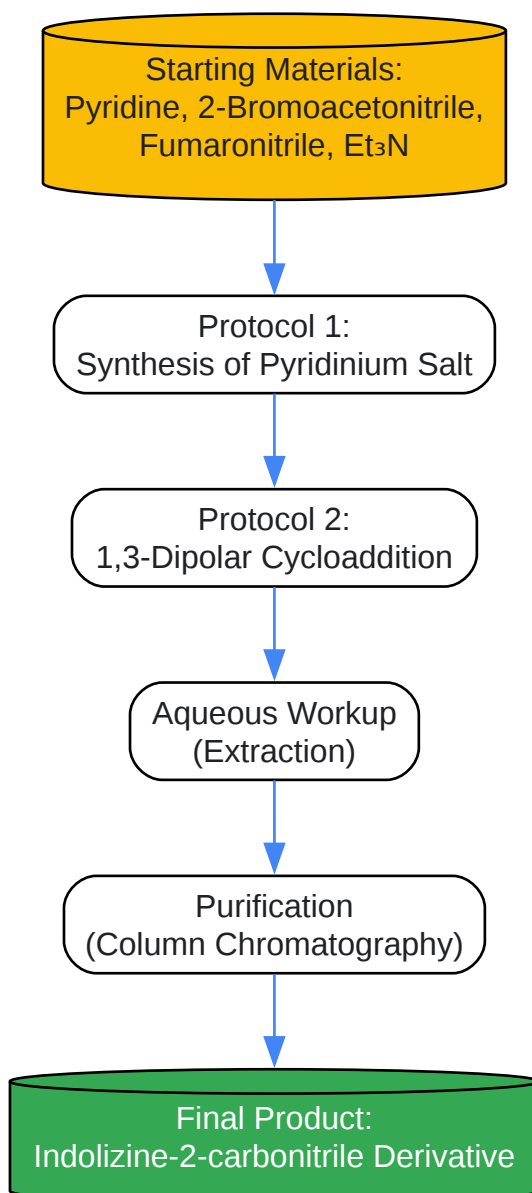 Starting Materials:
Pyridine, 2-Bromoacetonitrile,
Fumaronitrile, Et₃N
Protocol 1:
Synthesis of Pyridinium Salt
Protocol 2:
1,3-Dipolar Cycloaddition
Aqueous Workup
(Extraction)
Purification
(Column Chromatography)
Final Product:
Indolizine-2-carbonitrile Derivative